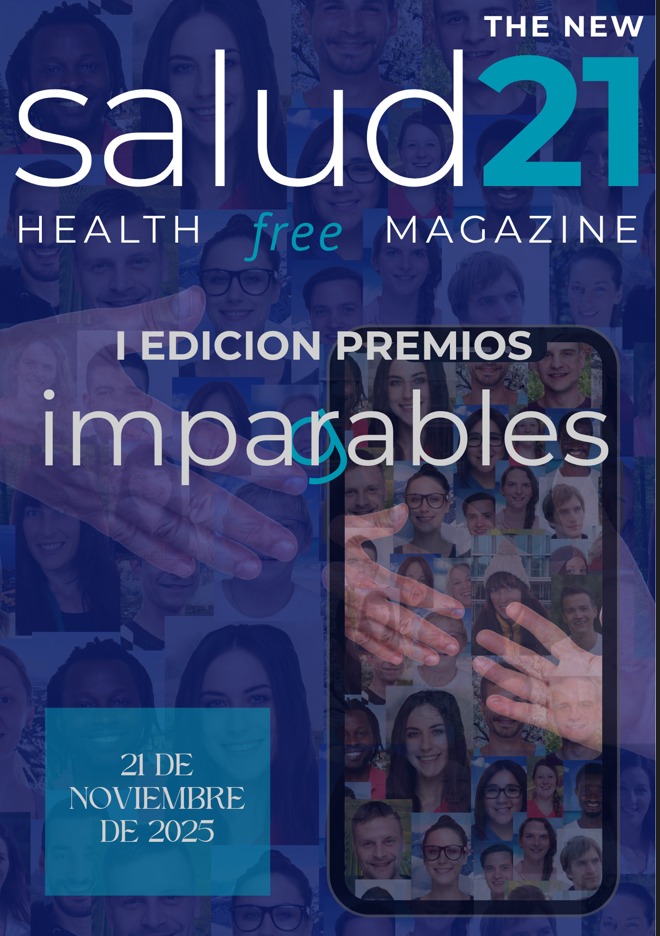 THE NEW
salud21
HEALTH free MAGAZINE
I EDICION PREMIOS
imparables
21 DE
NOVIEMBRE
DE 2025